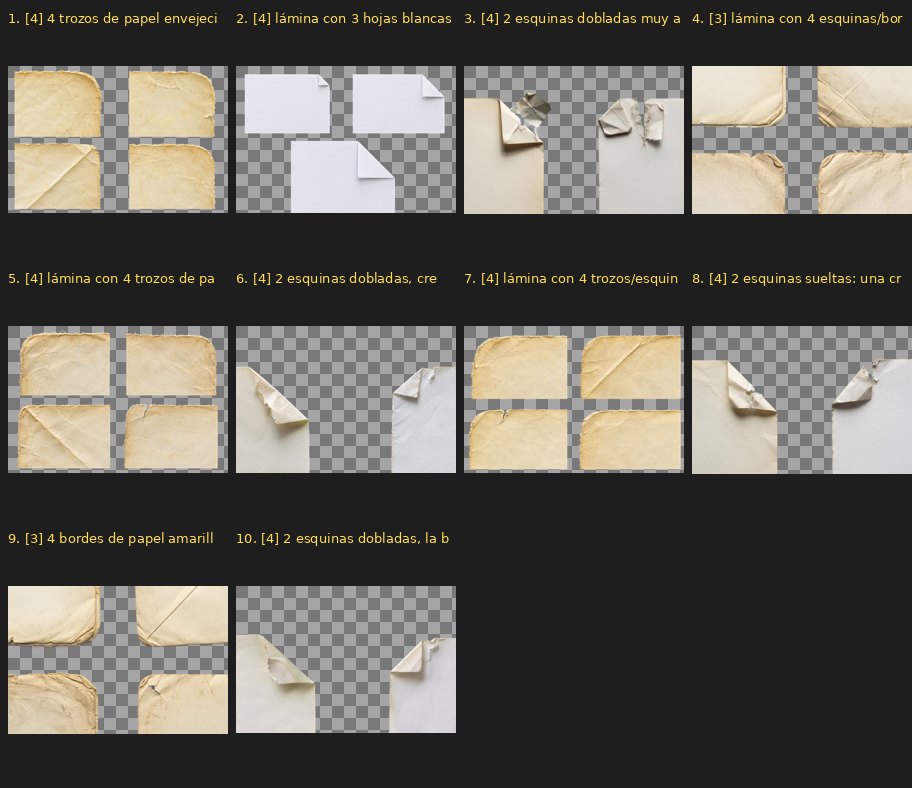 1. [4] 4 trozos de papel envejeci
2. [4] lámina con 3 hojas blancas
3. [4] 2 esquinas dobladas muy a
4. [3] lámina con 4 esquinas/bor
5. [4] lámina con 4 trozos de pa
6. [4] 2 esquinas dobladas, cre
7. [4] lámina con 4 trozos/esquin
8. [4] 2 esquinas sueltas: una cr
9. [3] 4 bordes de papel amarill
10. [4] 2 esquinas dobladas, la b